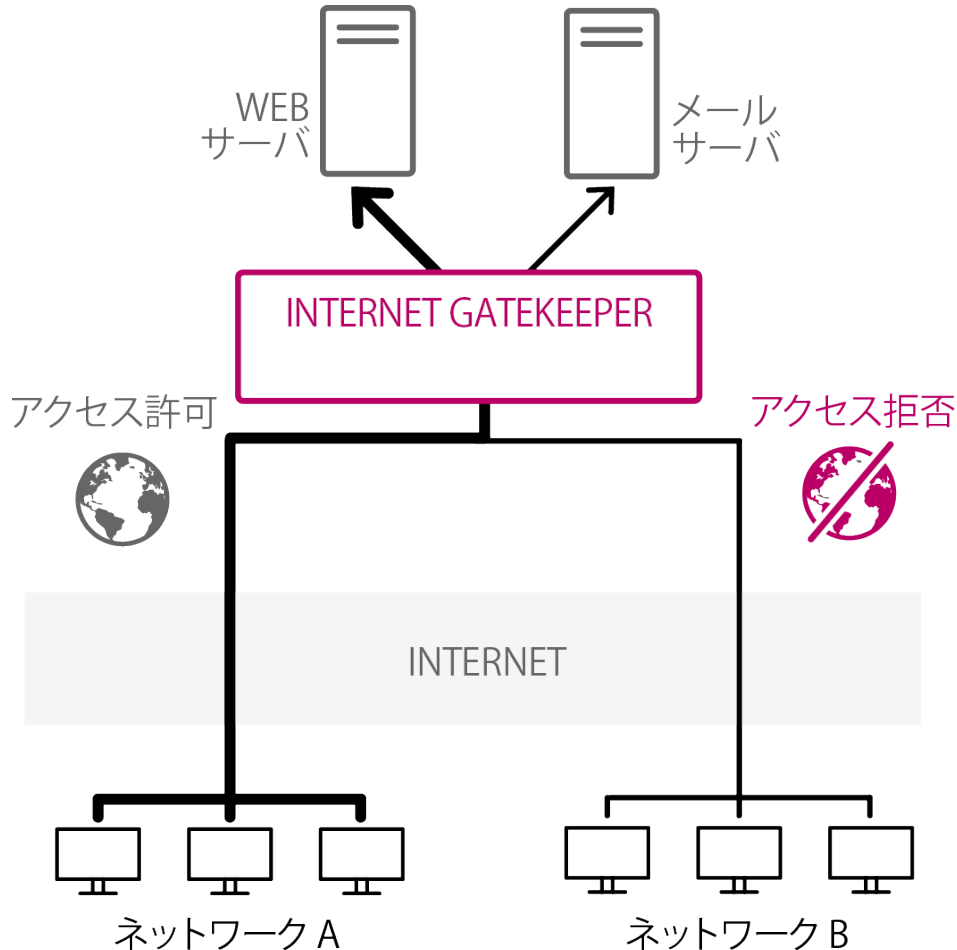 WEB
サーバ
メール
サーバ
INTERNET GATEKEEPER
アクセス許可
アクセス拒否
INTERNET
ネットワーク A
ネットワーク B